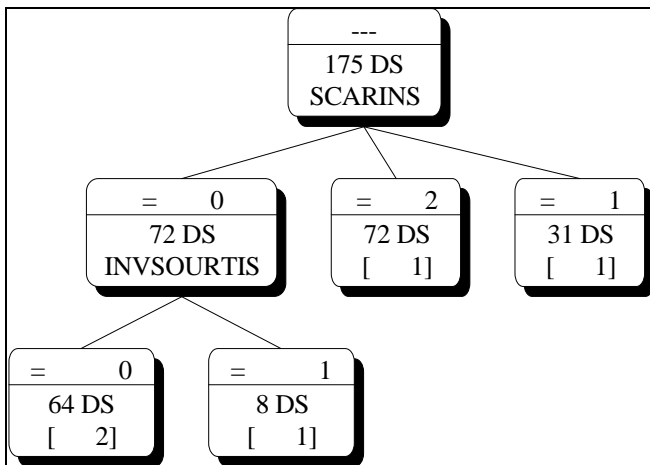 ---
175 DS
SCARINS
= 0
72 DS
INVSOURTIS
= 2
72 DS
[ 1]
= 1
31 DS
[ 1]
= 0
64 DS
[ 2]
= 1
8 DS
[ 1]